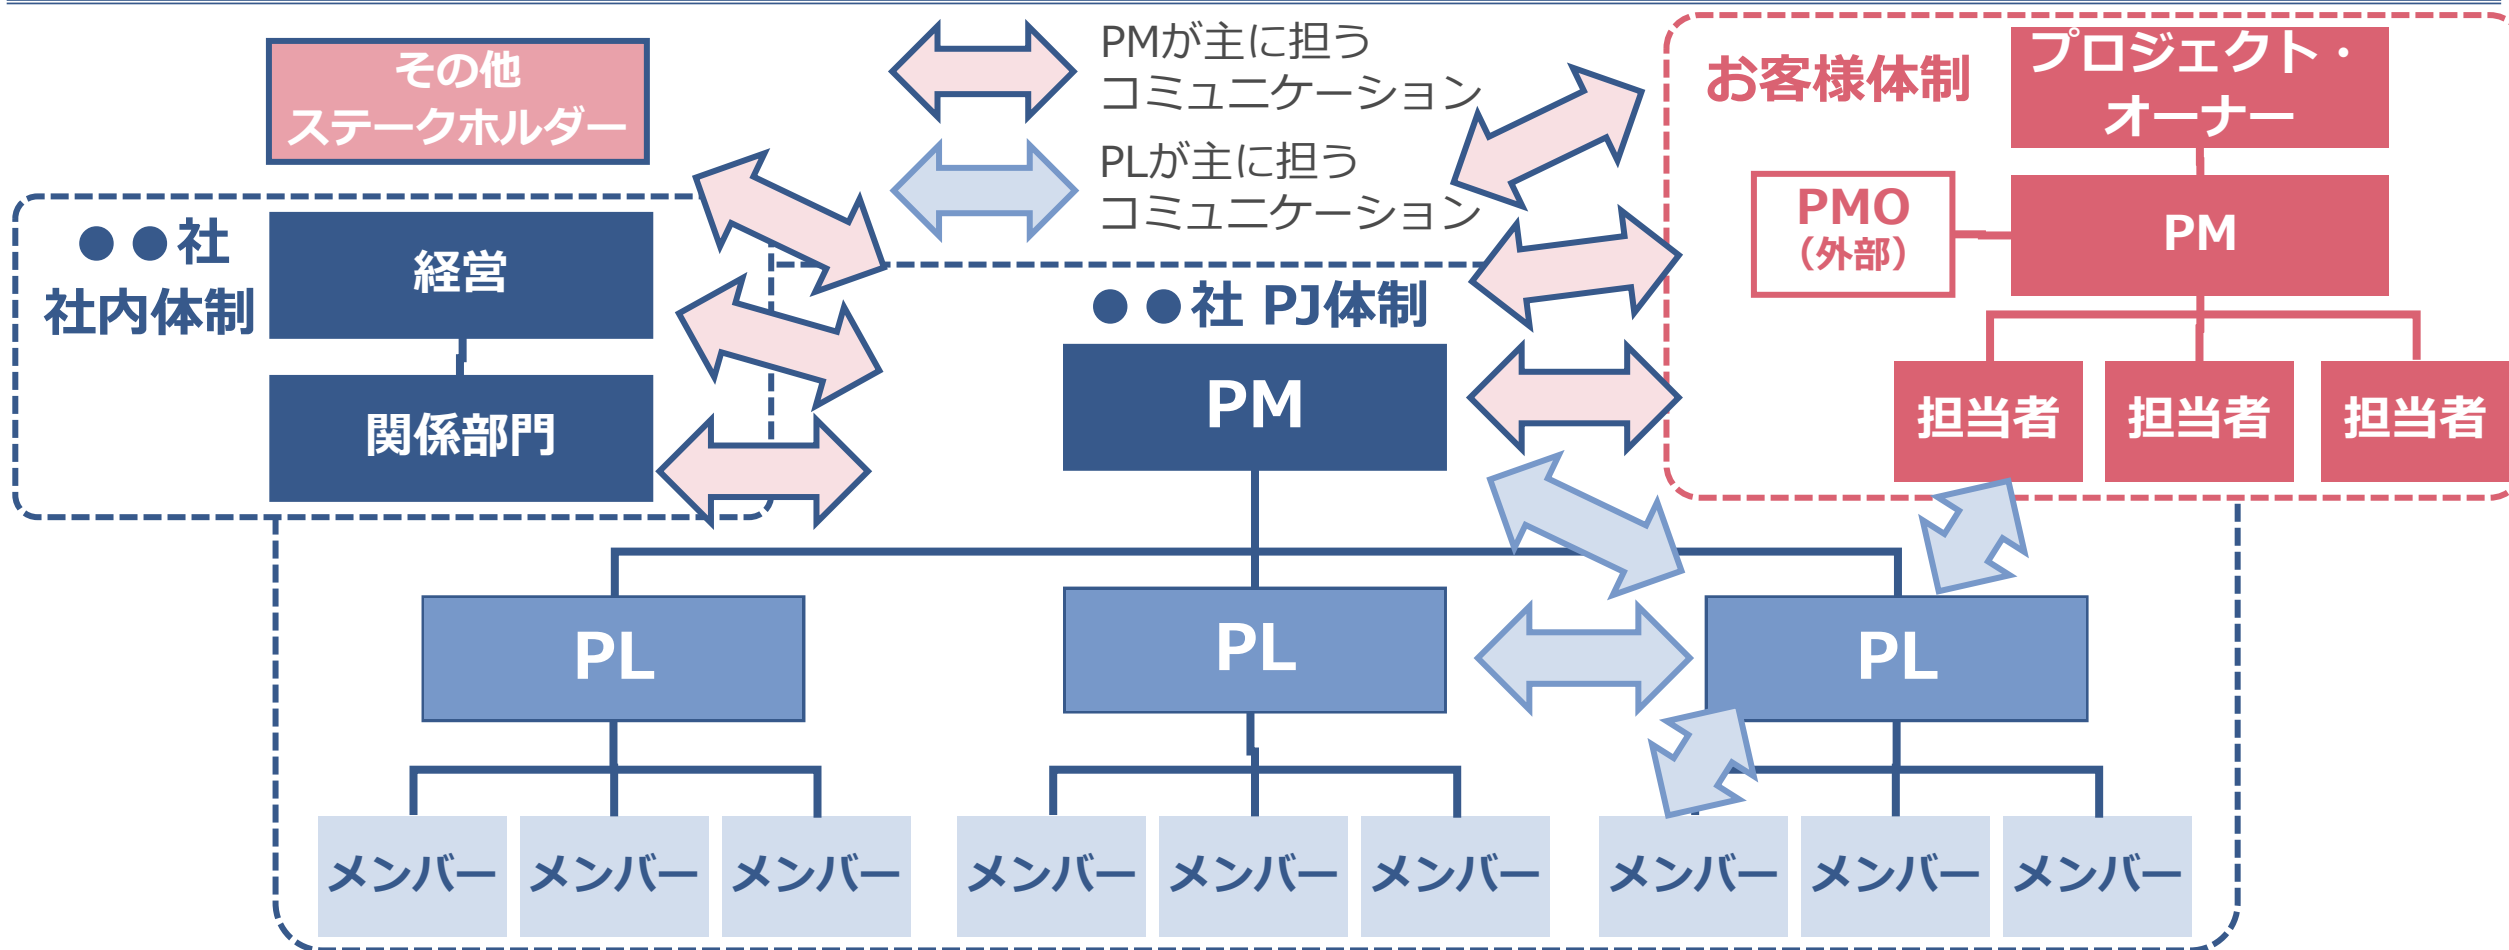 その他
ステークホルダー
PMが主に担う
コミュニケーション
PLが主に担う
コミュニケーション
お客様体制
プロジェクト・
オーナー
PMO
(外部)
PM
担当者
担当者
担当者
●●社
社内体制
経営
関係部門
●●社 PJ体制
PM
PL
PL
PL
メンバー
メンバー
メンバー
メンバー
メンバー
メンバー
メンバー
メンバー
メンバー